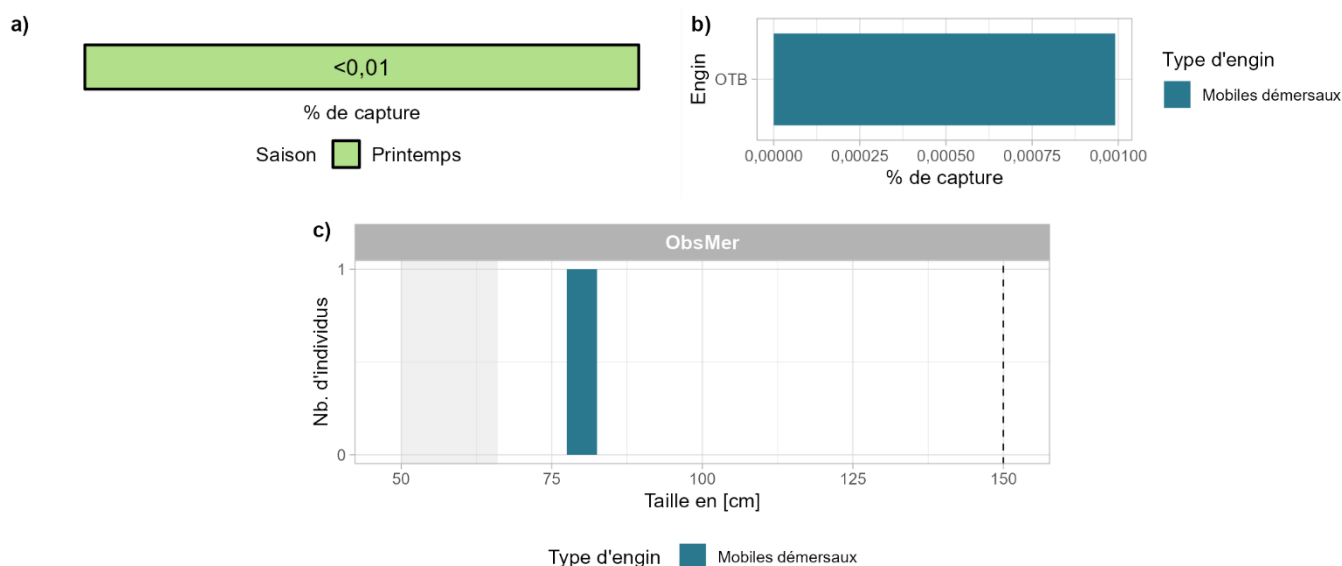 a)
<0,01
% de capture
Saison Printemps
b)
Engin
OTB
0,00000 0,00025 0,00050 0,00075 0,00100
% de capture
Type d'engin
Mobiles démersaux
c)
ObsMer
Nb. d'individus
1
0
50 75 100 125 150
Taille en [cm]
Type d'engin Mobiles démersaux